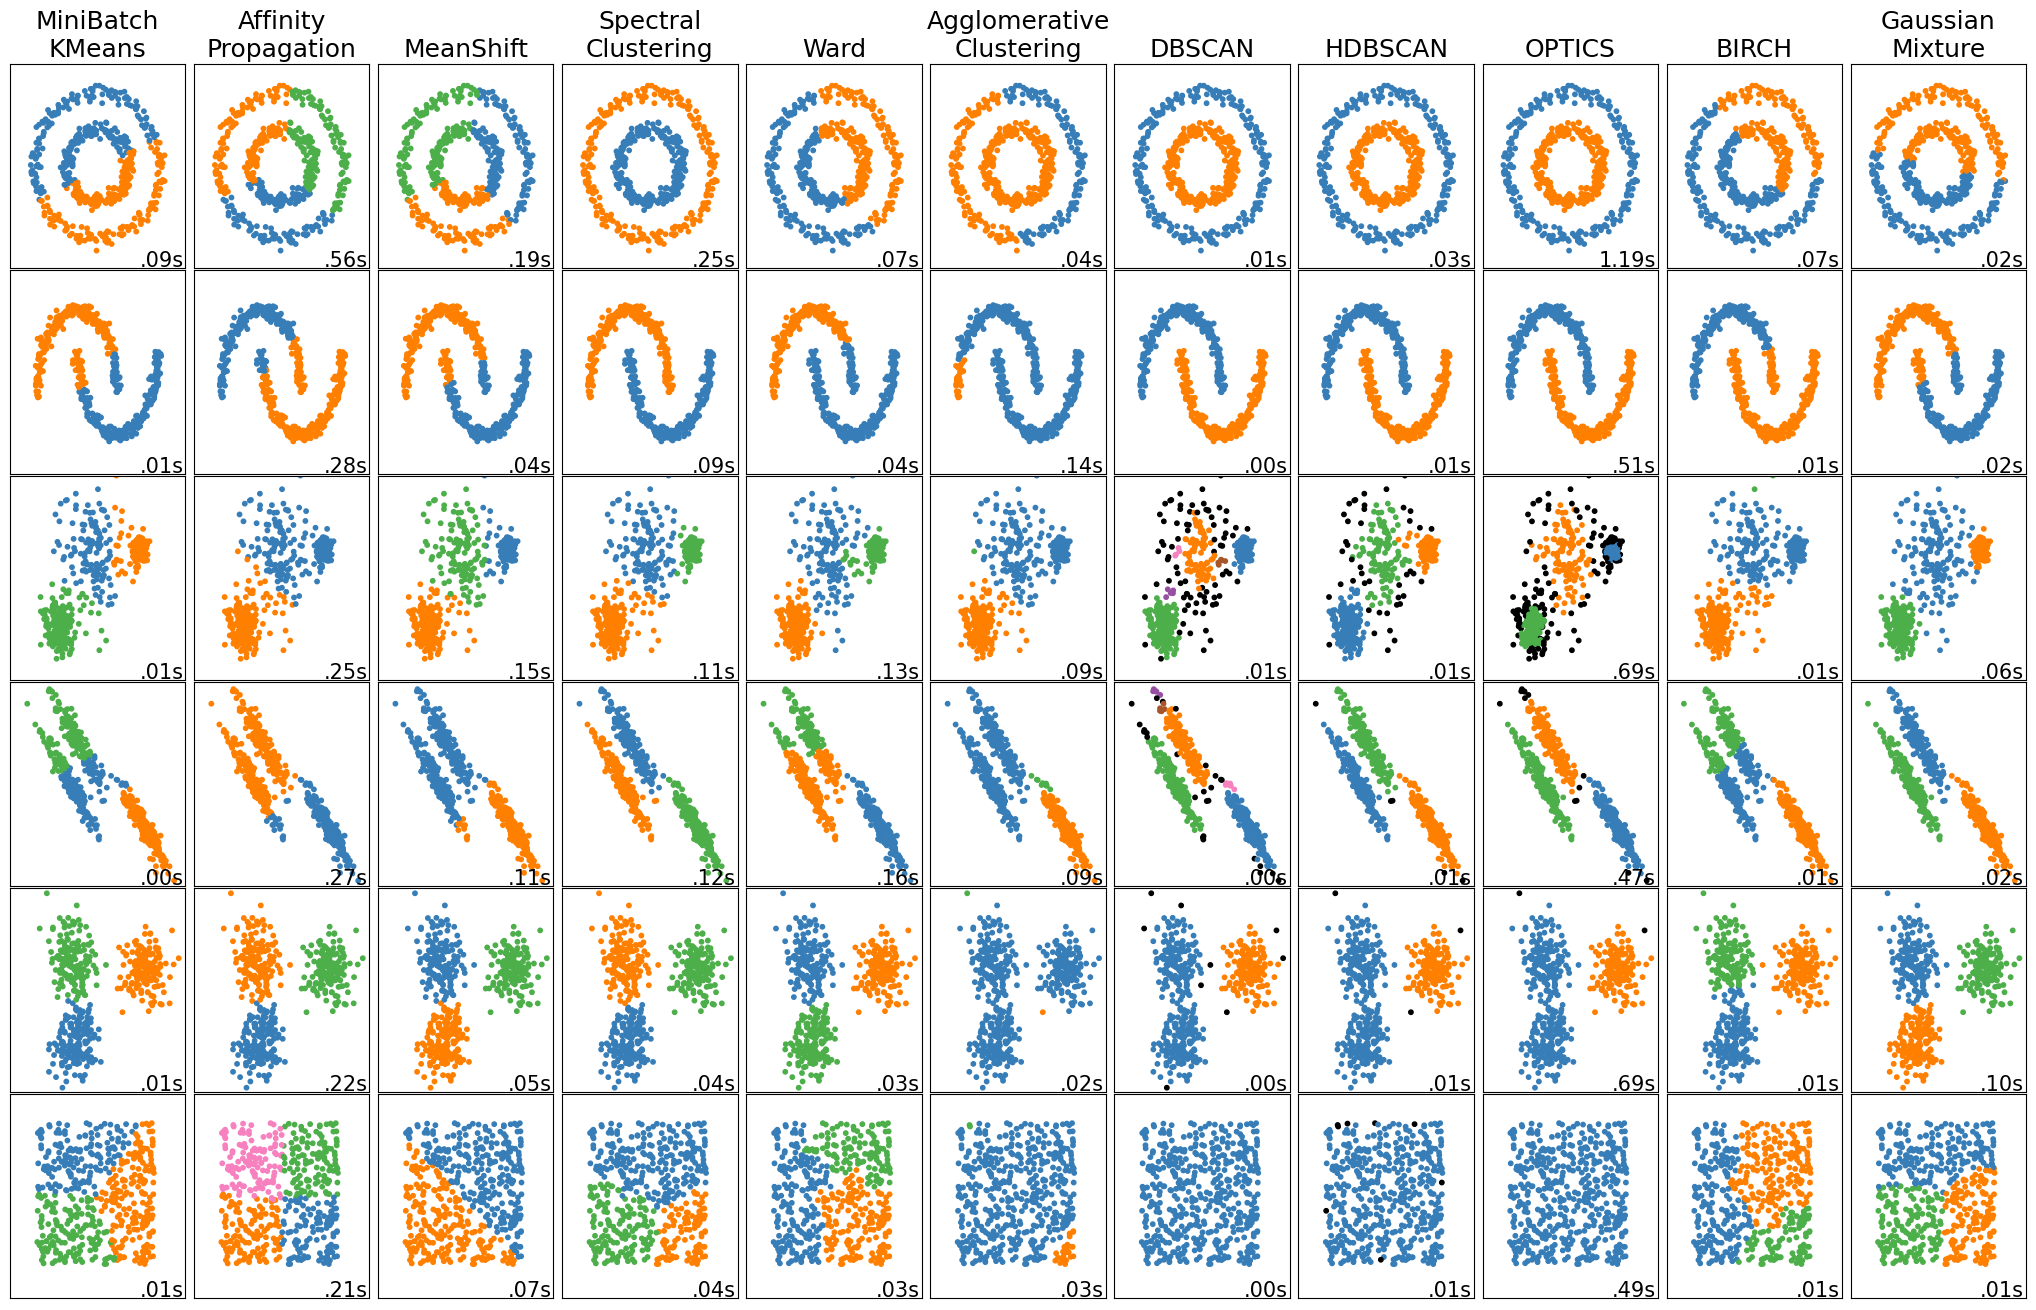 MiniBatch
KMeans
Affinity
Propagation
MeanShift
Spectral
Clustering
Ward
Agglomerative
Clustering
DBSCAN
HDBSCAN
OPTICS
BIRCH
Gaussian
Mixture
.09s
.56s
.19s
.25s
.07s
.04s
.01s
.03s
1.19s
.07s
.02s
.01s
.28s
.04s
.09s
.04s
.14s
.00s
.01s
.51s
.01s
.02s
.01s
.25s
.15s
.11s
.13s
.09s
.01s
.01s
.69s
.01s
.06s
.00s
.27s
.11s
.12s
.16s
.09s
.00s
.01s
.47s
.01s
.02s
.01s
.22s
.05s
.04s
.03s
.02s
.00s
.01s
.69s
.01s
.10s
.01s
.21s
.07s
.04s
.03s
.03s
.00s
.01s
.49s
.01s
.01s